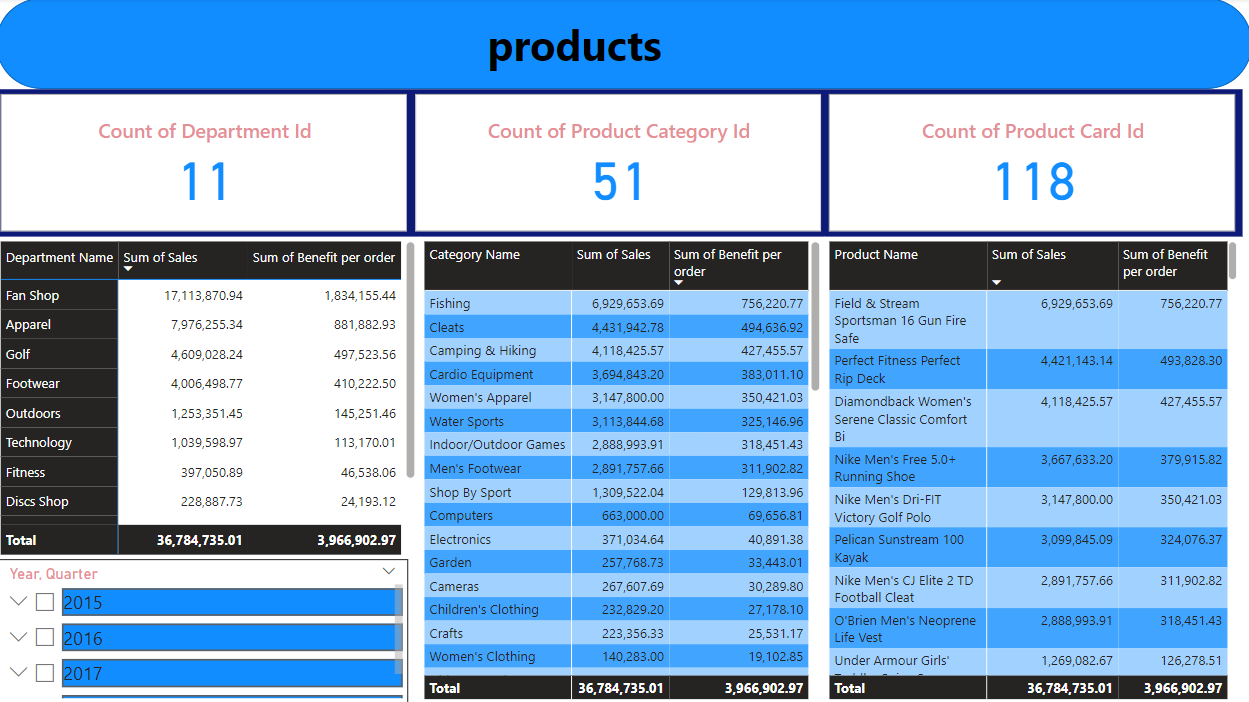 products
Count of Department Id
11
Count of Product Category Id
51
Count of Product Card Id
118
Department Name Sum of Sales Sum of Benefit per order
Fan Shop 17,113,870.94 1,834,155.44
Apparel 7,976,255.34 881,882.93
Golf 4,609,028.24 497,523.56
Footwear 4,006,498.77 410,222.50
Outdoors 1,253,351.45 145,251.46
Technology 1,039,598.97 113,170.01
Fitness 397,050.89 46,538.06
Discs Shop 228,887.73 24,193.12
Total 36,784,735.01 3,966,902.97
Year, Quarter
2015
2016
2017
Category Name Sum of Sales Sum of Benefit per
order
Fishing 6,929,653.69 756,220.77
Cleats 4,431,942.78 494,636.92
Camping & Hiking 4,118,425.57 427,455.57
Cardio Equipment 3,694,843.20 383,011.10
Women's Apparel 3,147,800.00 350,421.03
Water Sports 3,113,844.68 325,146.96
Indoor/Outdoor Games 2,888,993.91 318,451.43
Men's Footwear 2,891,757.66 311,902.82
Shop By Sport 1,309,522.04 129,813.96
Computers 663,000.00 69,656.81
Electronics 371,034.64 40,891.38
Garden 257,768.73 33,443.01
Cameras 267,607.69 30,289.80
Children's Clothing 232,829.20 27,178.10
Crafts 223,356.33 25,531.17
Women's Clothing 140,283.00 19,102.85
Total 36,784,735.01 3,966,902.97
Product Name Sum of Sales Sum of Benefit
per order
Field & Stream 6,929,653.69 756,220.77
Sportsman 16 Gun Fire
Safe
Perfect Fitness Perfect 4,421,143.14 493,828.30
Rip Deck
Diamondback Women's 4,118,425.57 427,455.57
Serene Classic Comfort
Bi
Nike Men's Free 5.0+ 3,667,633.20 379,915.82
Running Shoe
Nike Men's Dri-FIT 3,147,800.00 350,421.03
Victory Golf Polo
Pelican Sunstream 100 3,099,845.09 324,076.37
Kayak
Nike Men's CJ Elite 2 TD 2,891,757.66 311,902.82
Football Cleat
O'Brien Men's Neoprene 2,888,993.91 318,451.43
Life Vest
Under Armour Girls' 1,269,082.67 126,278.51
Total 36,784,735.01 3,966,902.97